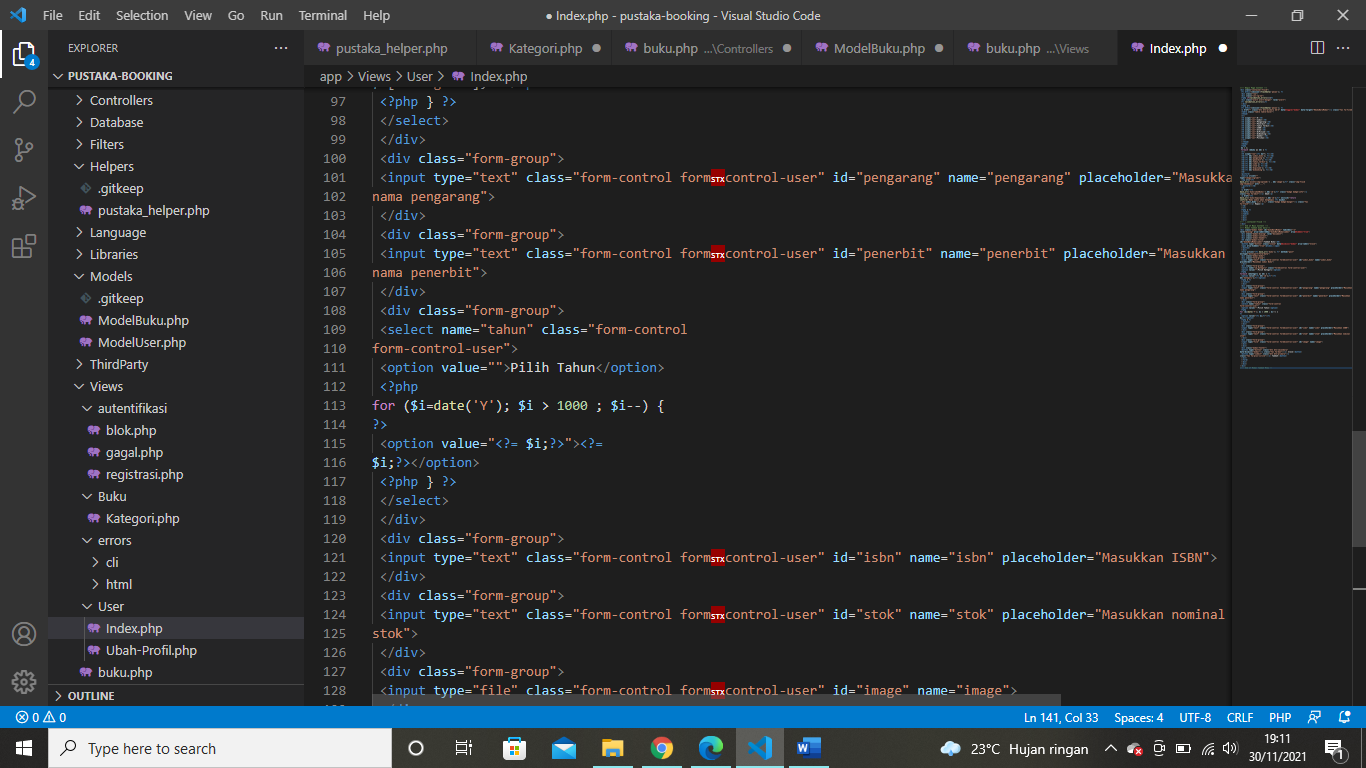 File Edit Selection View Go Run Terminal Help
● Index.php - pustaka-booking - Visual Studio Code
EXPLORER
pustaka_helper.php
Kategori.php
buku.php ...\Controllers
ModelBuku.php
buku.php ...\Views
Index.php
4
PUSTAKA-BOOKING
app > Views > User > Index.php
Controllers
Database
Filters
Helpers
.gitkeep
pustaka_helper.php
Language
Libraries
Models
.gitkeep
ModelBuku.php
ModelUser.php
ThirdParty
Views
autentifikasi
blok.php
gagal.php
registrasi.php
Buku
Kategori.php
errors
cli
html
User
Index.php
Ubah-Profil.php
buku.php
OUTLINE
97 <?php } ?>
98 </select>
99 </div>
100 <div class="form-group">
101 <input type="text" class="form-control formSTXcontrol-user" id="pengarang" name="pengarang" placeholder="Masukka
102 nama pengarang">
103 </div>
104 <div class="form-group">
105 <input type="text" class="form-control formSTXcontrol-user" id="penerbit" name="penerbit" placeholder="Masukkan
106 nama penerbit">
107 </div>
108 <div class="form-group">
109 <select name="tahun" class="form-control
110 form-control-user">
111 <option value="">Pilih Tahun</option>
112 <?php
113 for ($i=date('Y'); $i > 1000 ; $i--) {
114 ?>
115 <option value="<?= $i;?>"><?=
116 $i;?></option>
117 <?php } ?>
118 </select>
119 </div>
120 <div class="form-group">
121 <input type="text" class="form-control formSTXcontrol-user" id="isbn" name="isbn" placeholder="Masukkan ISBN">
122 </div>
123 <div class="form-group">
124 <input type="text" class="form-control formSTXcontrol-user" id="stok" name="stok" placeholder="Masukkan nominal
125 stok">
126 </div>
127 <div class="form-group">
128 <input type="file" class="form-control formSTXcontrol-user" id="image" name="image">
0 0
Ln 141, Col 33 Spaces: 4 UTF-8 CRLF PHP
Type here to search
23°C Hujan ringan
19:11
30/11/2021
1